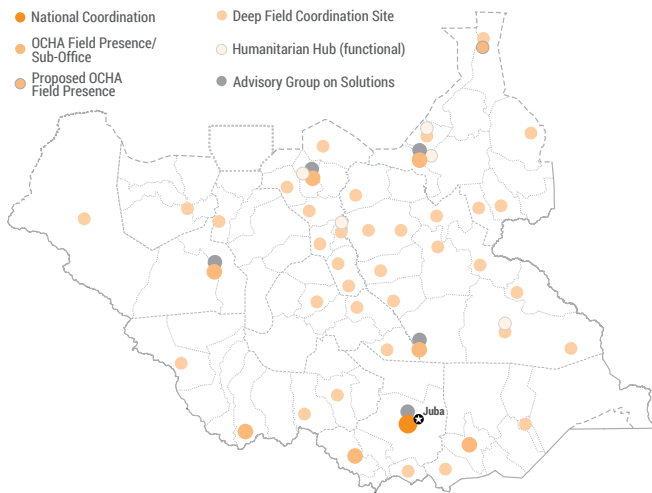 National Coordination
OCHA Field Presence/
Sub-Office
Proposed OCHA
Field Presence
Deep Field Coordination Site
Humanitarian Hub (functional)
Advisory Group on Solutions
Juba